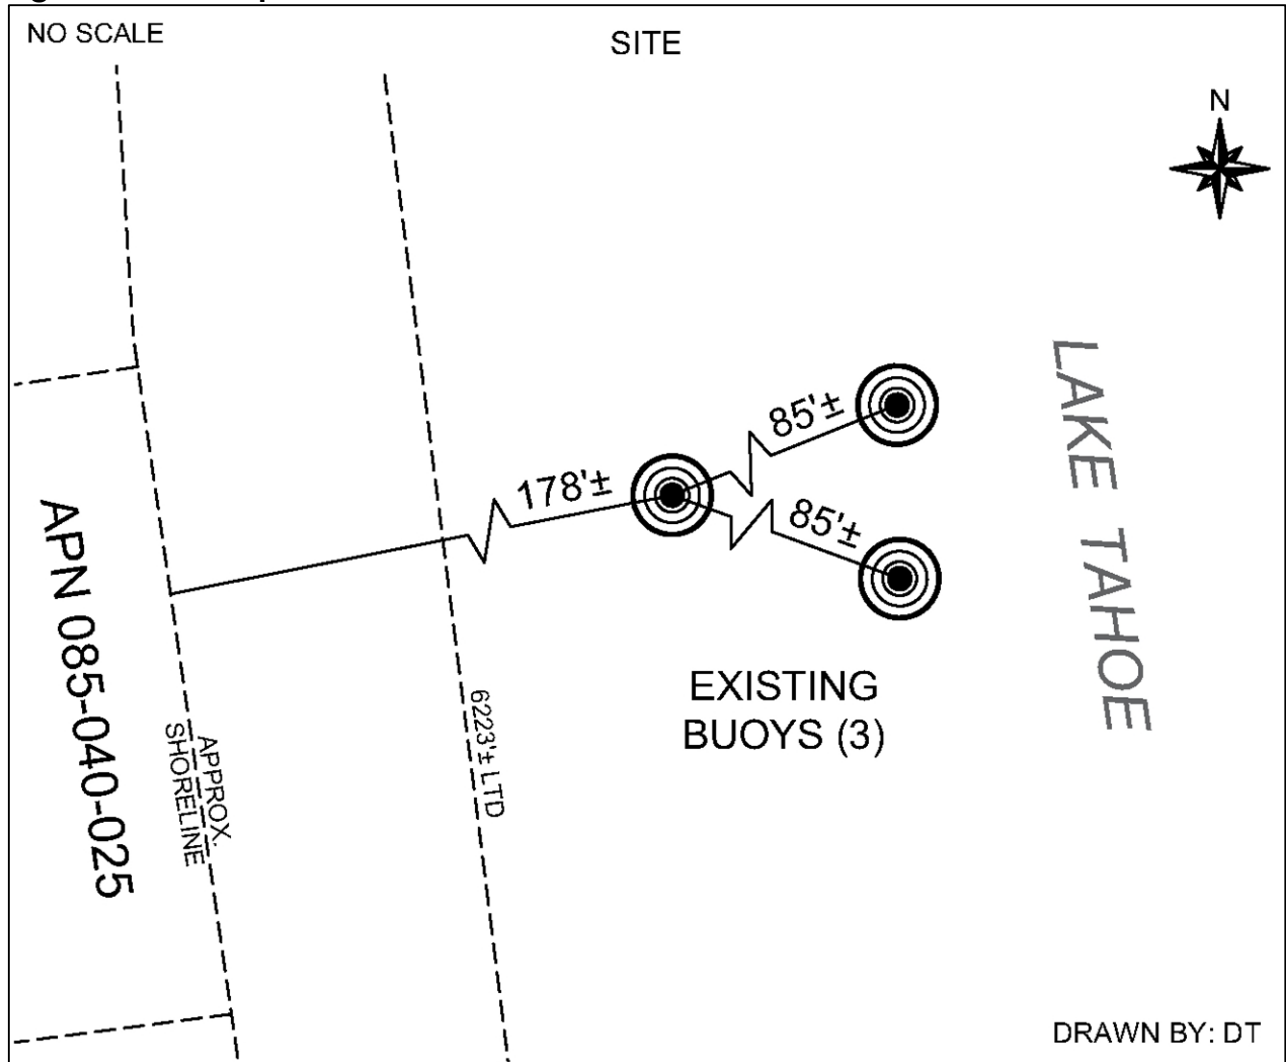 NO SCALE
SITE
N
85'±
178'±
85'±
LAKE TAHOE
APN 085-040-025
EXISTING
BUOYS (3)
6223'± LTD
APPROX.
SHORELINE
DRAWN BY: DT